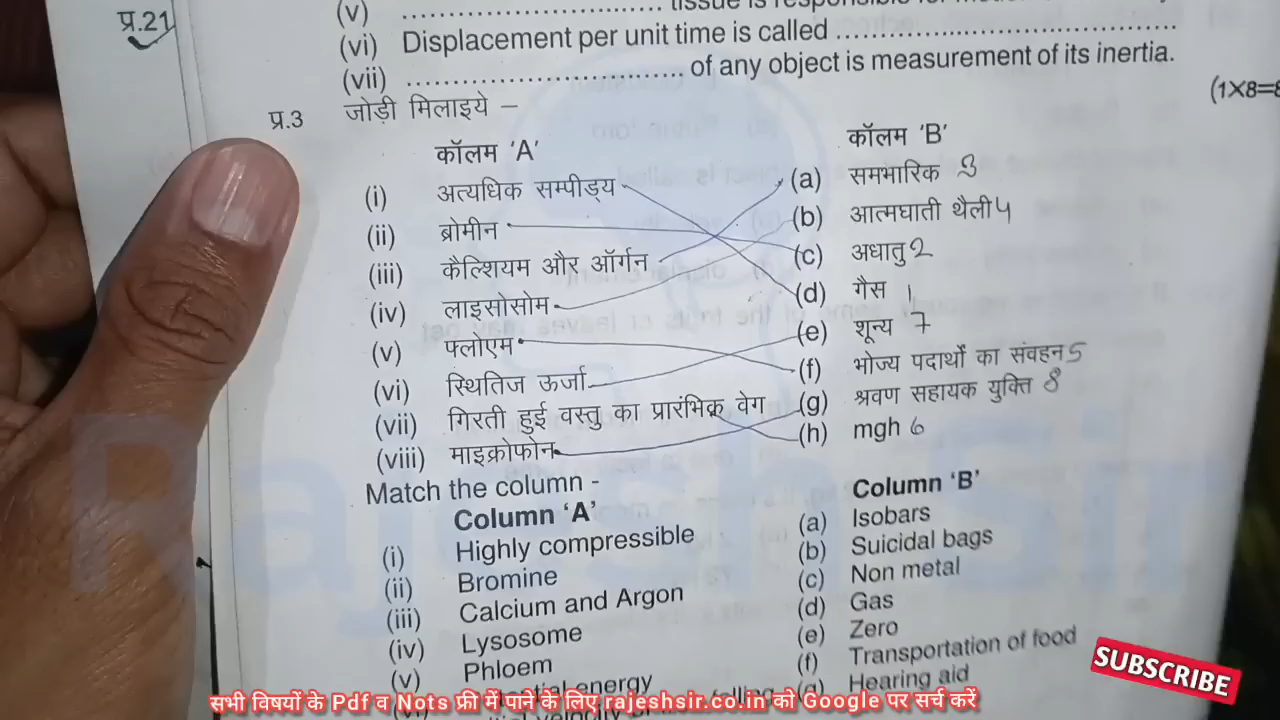 प्र.21
(v) ........................................ tissue is responsible for
(vi) Displacement per unit time is called ........................................
(vii) ........................................ of any object is measurement of its inertia.
(1×8=8
प्र.3 जोड़ी मिलाइये –
कॉलम 'A' कॉलम 'B'
(i) अत्यधिक सम्पीड्य (a) समभारिक 3
(ii) ब्रोमीन (b) आत्मघाती थैली 4
(iii) कैल्शियम और ऑर्गन (c) अधातु 2
(iv) लाइसोसोम (d) गैस 1
(v) फ्लोएम (e) शून्य 7
(vi) स्थितिज ऊर्जा (f) भोज्य पदार्थों का संवहन 5
(vii) गिरती हुई वस्तु का प्रारंभिक वेग (g) श्रवण सहायक युक्ति 8
(viii) माइक्रोफोन (h) mgh 6
Match the column -
Column 'A' Column 'B'
(i) Highly compressible (a) Isobars
(ii) Bromine (b) Suicidal bags
(iii) Calcium and Argon (c) Non metal
(iv) Lysosome (d) Gas
(v) Phloem (e) Zero
energy (f) Transportation of food
Hearing aid
Rajesh Sir
SUBSCRIBE
सभी विषयों के Pdf व Nots फ्री में पाने के लिए rajeshsir.co.in को Google पर सर्च करें